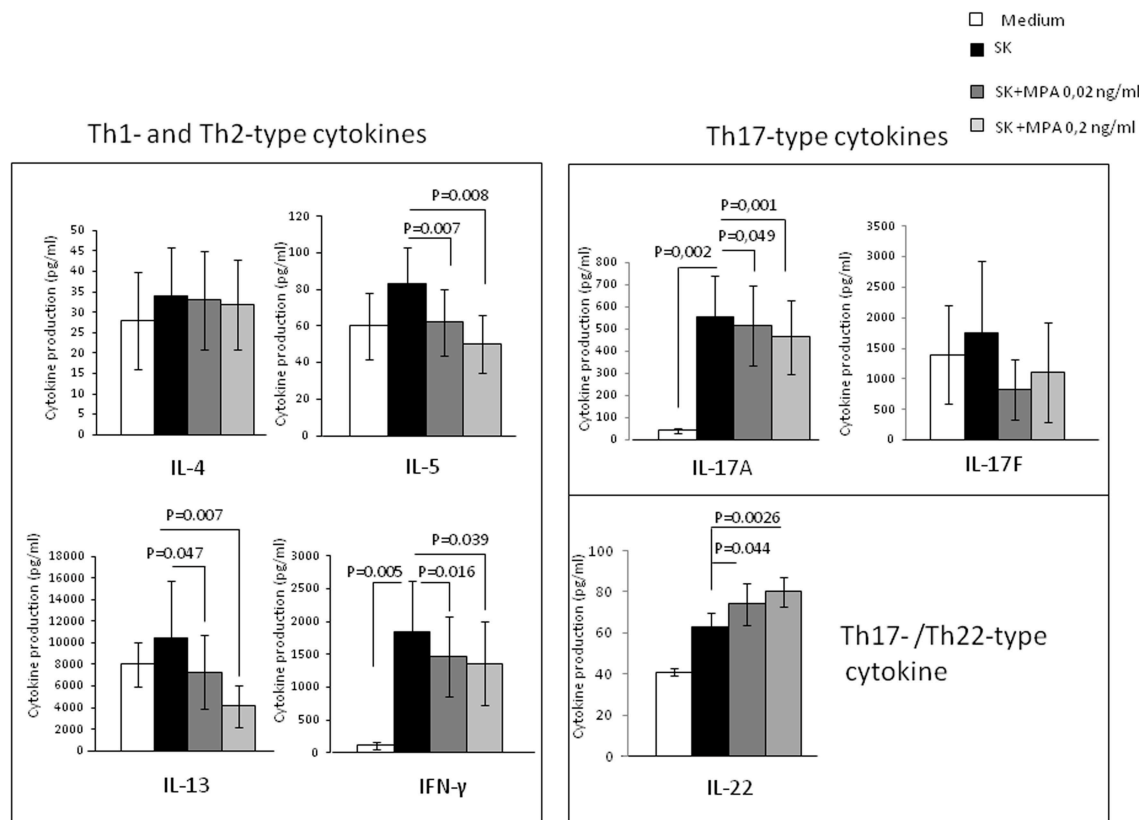 Medium
SK
SK+MPA 0,02 ng/ml
SK+MPA 0,2 ng/ml
Th1- and Th2-type cytokines
Th17-type cytokines
Cytokine production (pg/ml)
50
45
40
35
30
25
20
15
10
5
0
IL-4
P=0.008
P=0.007
Cytokine production (pg/ml)
120
100
80
60
40
20
0
IL-5
P=0,001
P=0,049
P=0,002
Cytokine production (pg/ml)
800
700
600
500
400
300
200
100
0
IL-17A
Cytokine production (pg/ml)
3500
3000
2500
2000
1500
1000
500
0
IL-17F
P=0.007
P=0.047
Cytokine production (pg/ml)
18000
16000
14000
12000
10000
8000
6000
4000
2000
0
IL-13
P=0.039
P=0.005
P=0.016
Cytokine production (pg/ml)
3000
2500
2000
1500
1000
500
0
IFN-γ
P=0.0026
P=0.044
Cytokine production (pg/ml)
100
80
60
40
20
0
IL-22
Th17- /Th22-type
cytokine